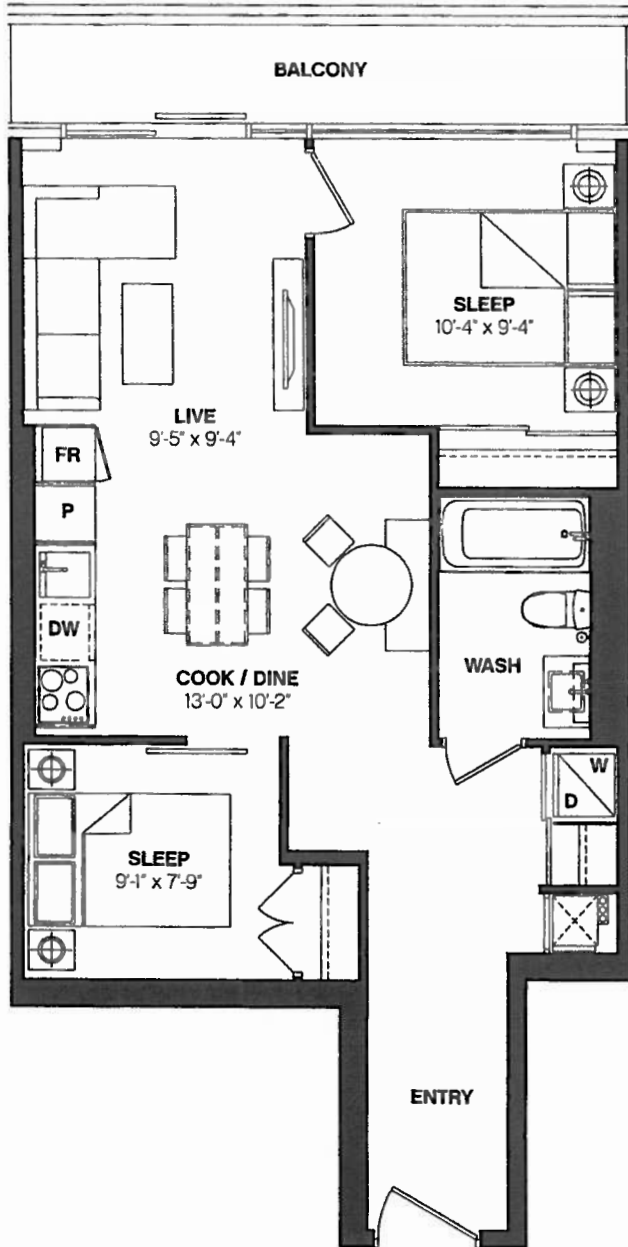 BALCONY
SLEEP
10'-4" x 9'-4"
LIVE
9'-5" x 9'-4"
FR
P
DW
COOK / DINE
13'-0" x 10'-2"
WASH
W
D
SLEEP
9'-1" x 7'-9"
ENTRY